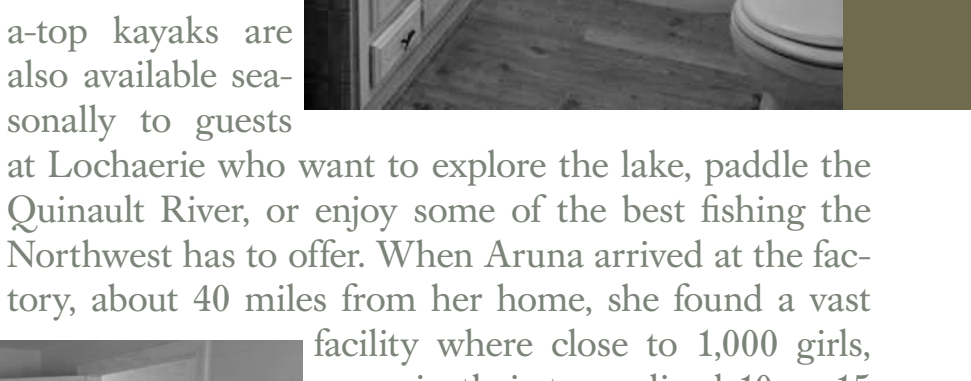 a-top kayaks are
also available sea-
sonally to guests
at Lochaerie who want to explore the lake, paddle the
Quinault River, or enjoy some of the best fishing the
Northwest has to offer. When Aruna arrived at the fac-
tory, about 40 miles from her home, she found a vast
facility where close to 1,000 girls,